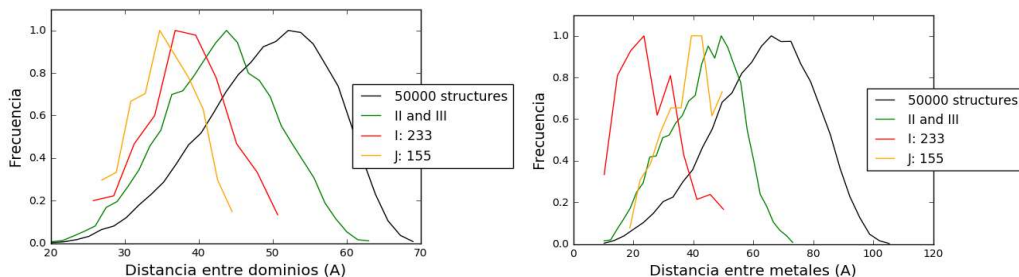 1.0
0.8
0.6
0.4
0.2
0.0
Frecuencia
20 30 40 50 60 70
Distancia entre dominios (A)
50000 structures
II and III
I: 233
J: 155
1.0
0.8
0.6
0.4
0.2
0.0
Frecuencia
0 20 40 60 80 100 120
Distancia entre metales (A)
50000 structures
II and III
I: 233
J: 155